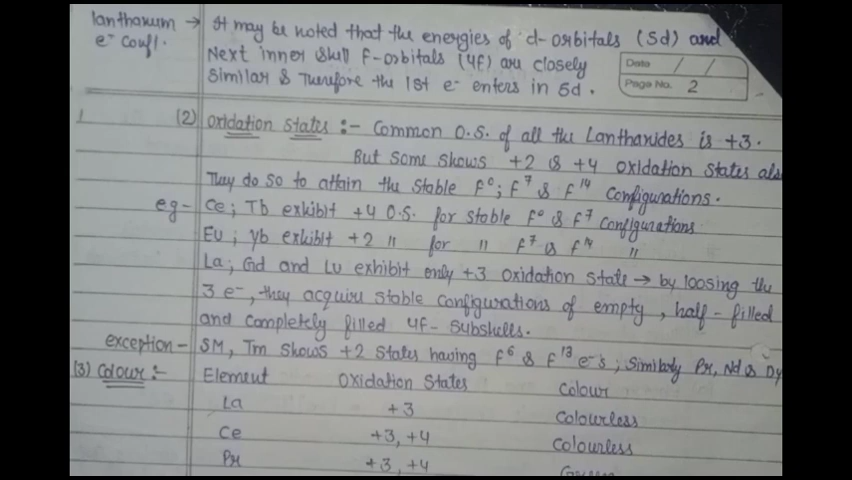 lanthanum → It may be noted that the energies of d-orbitals (5d) and
e⁻ confi. Next inner shell F-orbitals (4F) are closely
Similar & Therefore the 1st e⁻ enters in 5d.
Date / /
Page No. 2
(2) Oxidation States :- Common O.S. of all the Lanthanides is +3.
But Some shows +2 & +4 oxidation states also
They do so to attain the Stable F⁰; F⁷ & F¹⁴ Configurations.
eg- Ce; Tb exhibit +4 O.S. for stable F⁰ & F⁷ Configurations
Eu; Yb exhibit +2 " for " F⁷ & F¹⁴ "
La; Gd and Lu exhibit only +3 oxidation state → by loosing the
3 e⁻, they acquire stable Configurations of empty, half-filled
and completely filled 4F-Subshells.
exception- SM, Tm shows +2 States having F⁶ & F¹³ e⁻s; Similarly Pr, Nd & Dy
(3) Colour:- Element Oxidation States Colour
La +3 Colourless
Ce +3, +4 Colourless
Pr +3, +4